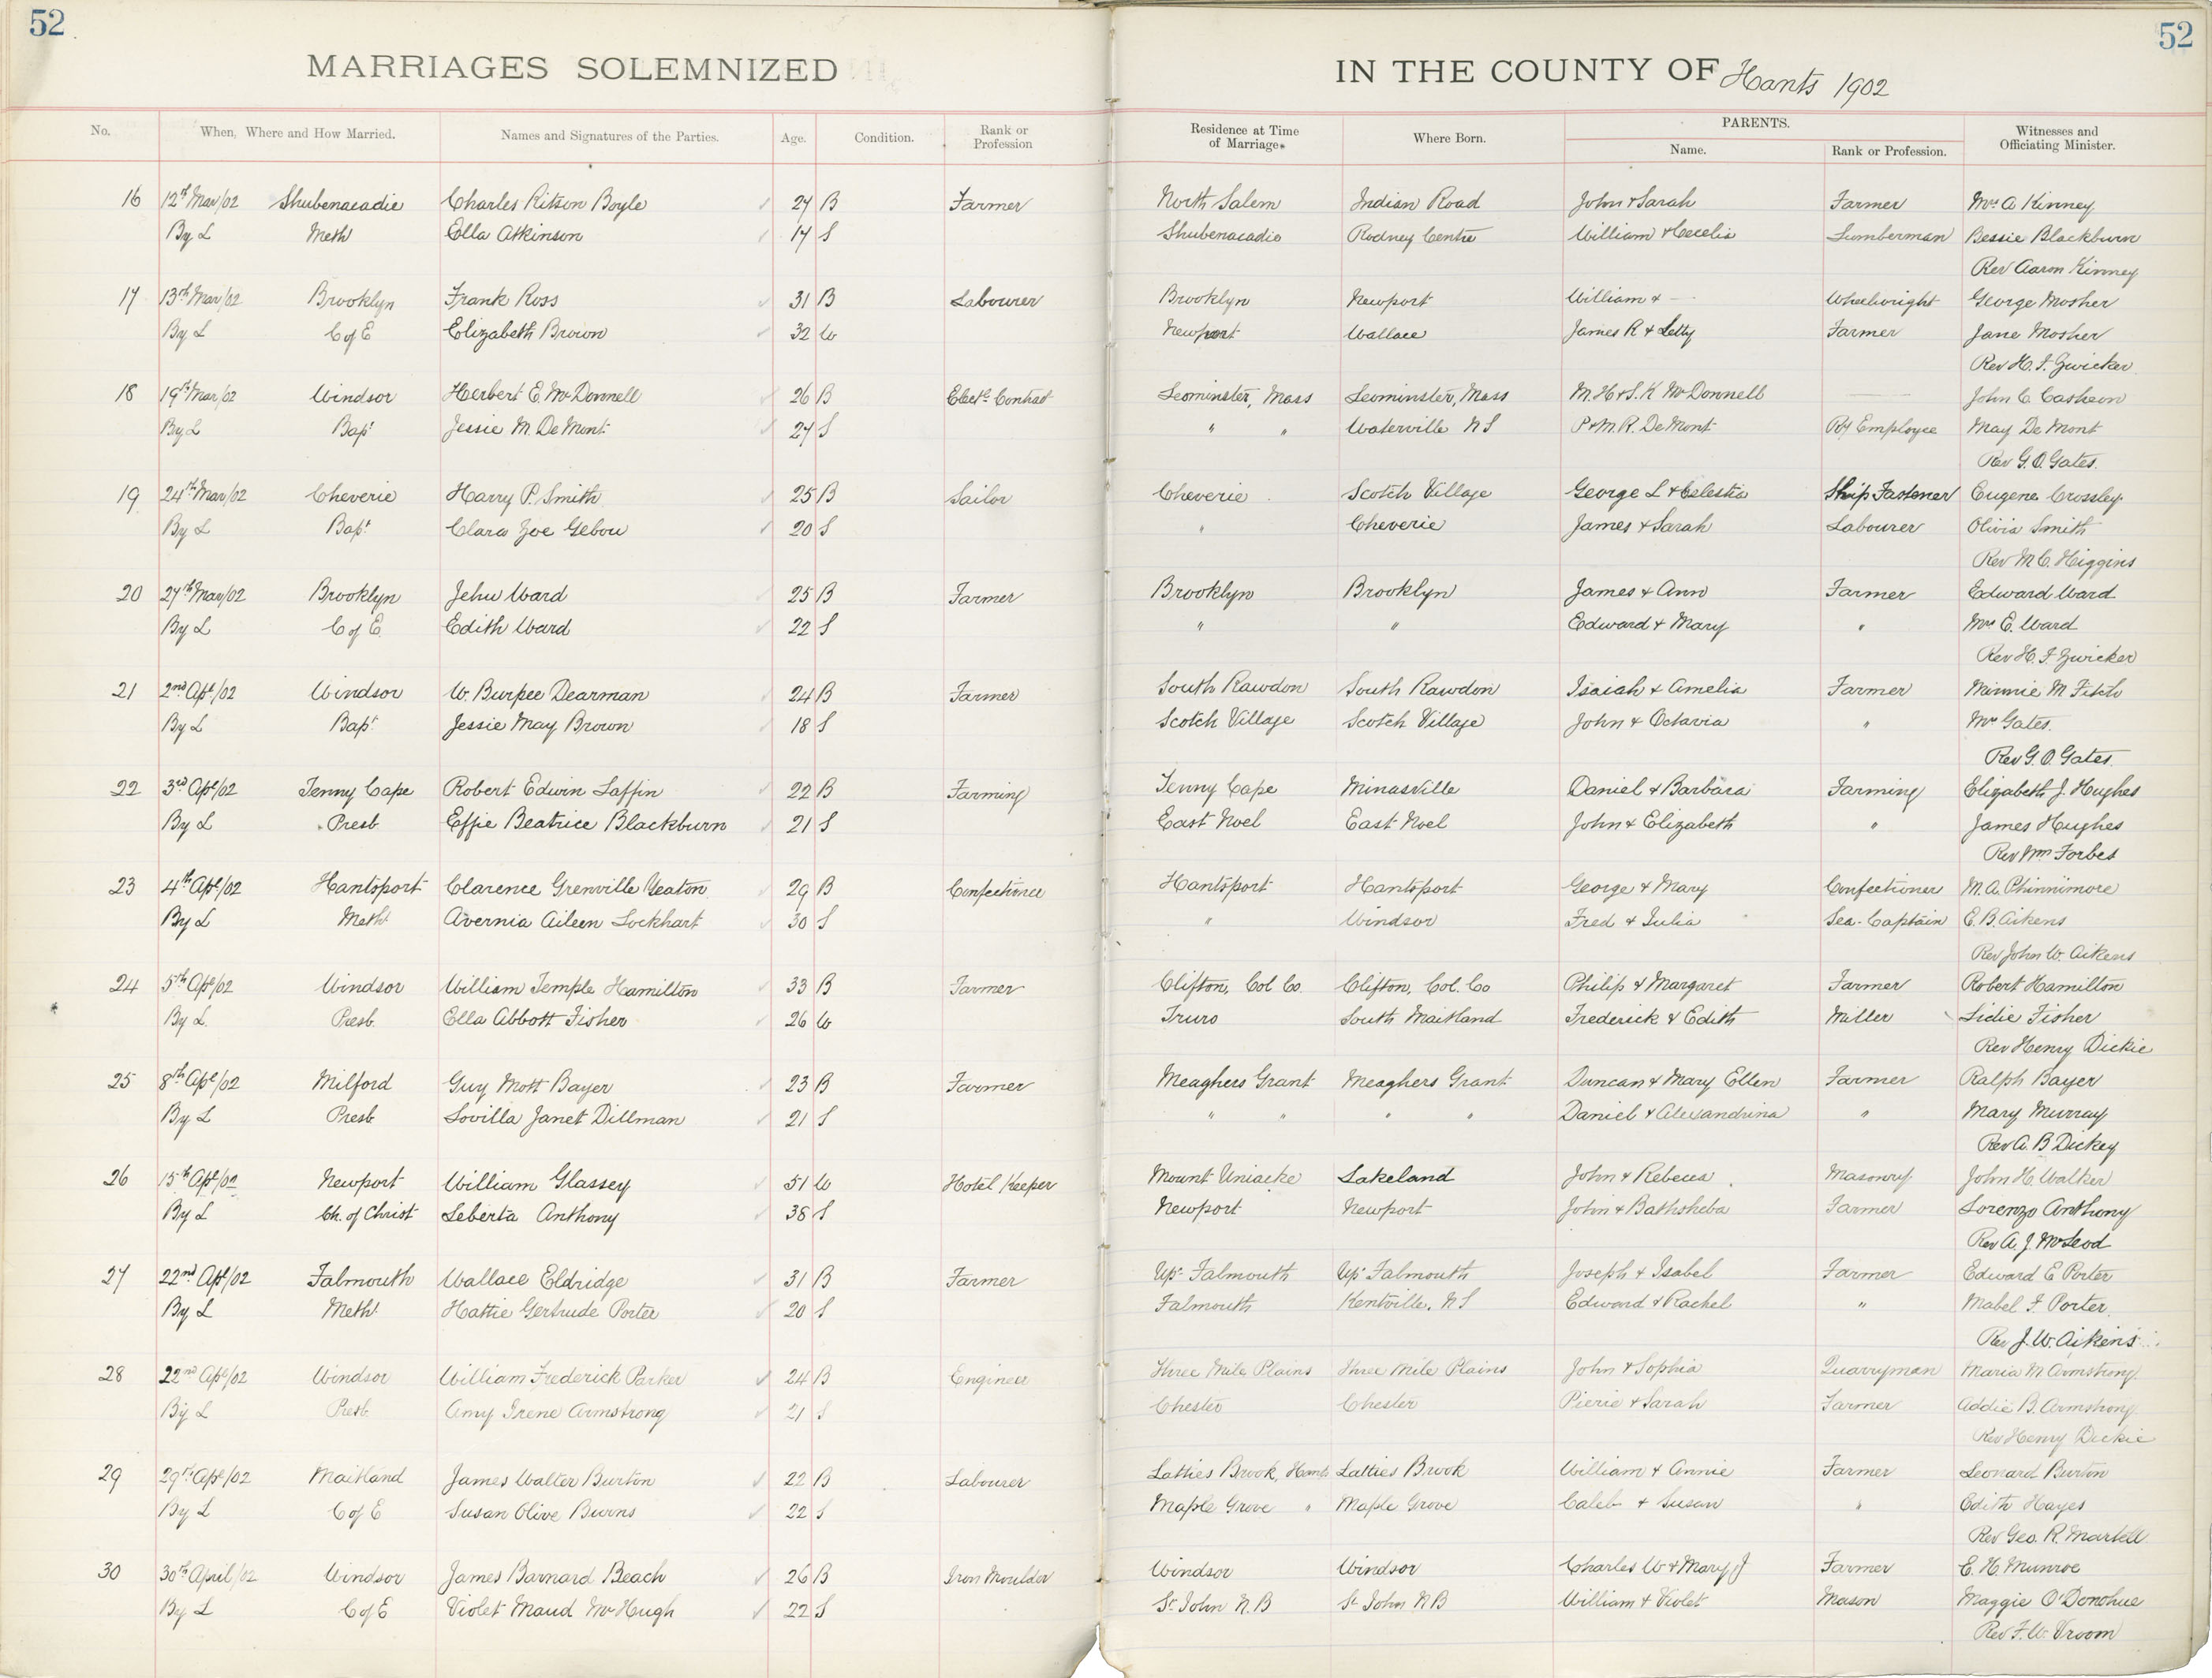 52
52
MARRIAGES SOLEMNIZED IN THE COUNTY OF Hants 1902
No. When, Where and How Married. Names and Signatures of the Parties. Age. Condition. Rank or Profession Residence at Time of Marriage. Where Born. PARENTS. Name. Rank or Profession. Witnesses and Officiating Minister.
16 12th Mar/02 Shubenacadie Charles Ritson Boyle 27 B Farmer North Salem Indian Road John & Sarah Farmer Mrs A Kinney
By L Meth Ella Atkinson 17 S Shubenacadie Rodney Centre William & Cecelia Lumberman Bessie Blackburn
Rev Aaron Kinney
17 13th Mar/02 Brooklyn Frank Ross 31 B Labourer Brooklyn Newport William & — Wheelwright George Mosher
By L C of E Elizabeth Brown 32 W Newport Wallace James R & Letty Farmer Jane Mosher
Rev H. F. Zwicker
18 19th Mar/02 Windsor Herbert E. McDonnell 26 B Elect. Contract Leominster, Mass Leominster, Mass M. H & S. K McDonnell — John C.
By L Bapt Jessie M. DeMont 27 S " " Waterville N S P & M. R. DeMont Ry Employee May DeMont
Rev G. O. Gates.
19 24th Mar/02 Cheverie Harry P. Smith 25 B Sailor Cheverie Scotch Village George L & Celestia Ship Fastener Eugene Crossley
By L Bapt Clara Zoe Gebou 20 S " Cheverie James & Sarah Labourer Olivia Smith
Rev M. C. Higgins
20 27th Mar/02 Brooklyn Jehu Ward 25 B Farmer Brooklyn Brooklyn James & Ann Farmer Edward Ward
By L C of E. Edith Ward 22 S " " Edward & Mary " Mrs E. Ward
Rev H. F Zwicker
21 2nd Apl/02 Windsor W. Burpee Dearman 24 B Farmer South Rawdon South Rawdon Isaiah & Amelia Farmer Minnie M Fitch
By L Bapt Jessie May Brown 18 S Scotch Village Scotch Village John & Octavia " Mrs Gates.
Rev G. O. Gates.
22 3rd Apl/02 Tenny Cape Robert Edwin Laffin 22 B Farming Tenny Cape Minasville Daniel & Barbara Farming Elizabeth J. Hughes
By L Presb Effie Beatrice Blackburn 21 S East Noel East Noel John & Elizabeth " James Hughes
Rev Wm Forbes
23 4th Apl/02 Hantsport Clarence Grenville Yeaton 29 B Hantsport Hantsport George & Mary Confectioner M. A. Phinnimore
By L Meth Avernia Aileen Lockhart 30 S " Windsor Fred & Julia Sea-Captain E. B. Aikens
Rev John W. Aikens
24 5th Apl/02 Windsor William Temple Hamilton 33 B Farmer Clifton, Col Co. Clifton, Col. Co Philip & Margaret Farmer Robert Hamilton
By L. Presb. Ella Abbott Fisher 26 W Truro South Maitland Frederick & Edith Miller Lidie Fisher
Rev Henry Dickie
25 8th Apl/02 Milford Guy Mott Bayer 23 B Farmer Meaghers Grant Meaghers Grant Duncan & Mary Ellen Farmer Ralph Bayer
By L Presb Lovilla Janet Dillman 21 S " " " " Daniel & Alexandrina " Mary Murray
Rev A. B. Dickey
26 15th Apl/02 Newport William Glassey 51 W Hotel Keeper Mount Uniacke Lakeland John & Rebecca Masonry John H. Walker
By L Ch. of Christ Leberta Anthony 38 S Newport Newport John & Bathsheba Farmer Lorenzo Anthony
Rev A. J. McLeod
27 22nd Apl/02 Falmouth Wallace Eldridge 31 B Farmer Upr Falmouth Upr Falmouth Joseph & Isabel Farmer Edward E Porter
By L Meth. Hattie Gertrude Porter 20 S Falmouth Kentville, N S Edward & Rachel " Mabel F. Porter
Rev J. W. Aikens
28 22nd Apl/02 Windsor William Frederick Parker 24 B Engineer Three Mile Plains Three Mile Plains John & Sophia Quarryman Maria M Armstrong
By L Presb Amy Irene Armstrong 21 S Chester Chester Pierie & Sarah Farmer Addie B. Armstrong
Rev Henry Dickie
29 29th Apl/02 Maitland James Walter Burton 22 B Labourer Latties Brook, Hants Latties Brook William & Annie Farmer Leonard Burton
By L C of E Susan Olive Burns 22 S Maple Grove " Maple Grove Caleb & Susan " Edith Hayes
Rev Geo. R. Martell
30 30th April/02 Windsor James Barnard Beach 26 B Iron Moulder Windsor Windsor Charles W & Mary J Farmer E. H Munroe
By L C of E Violet Maud McHugh 22 S St John N. B St John N B William & Violet Mason Maggie O'Donohue
Rev F. W. Vroom